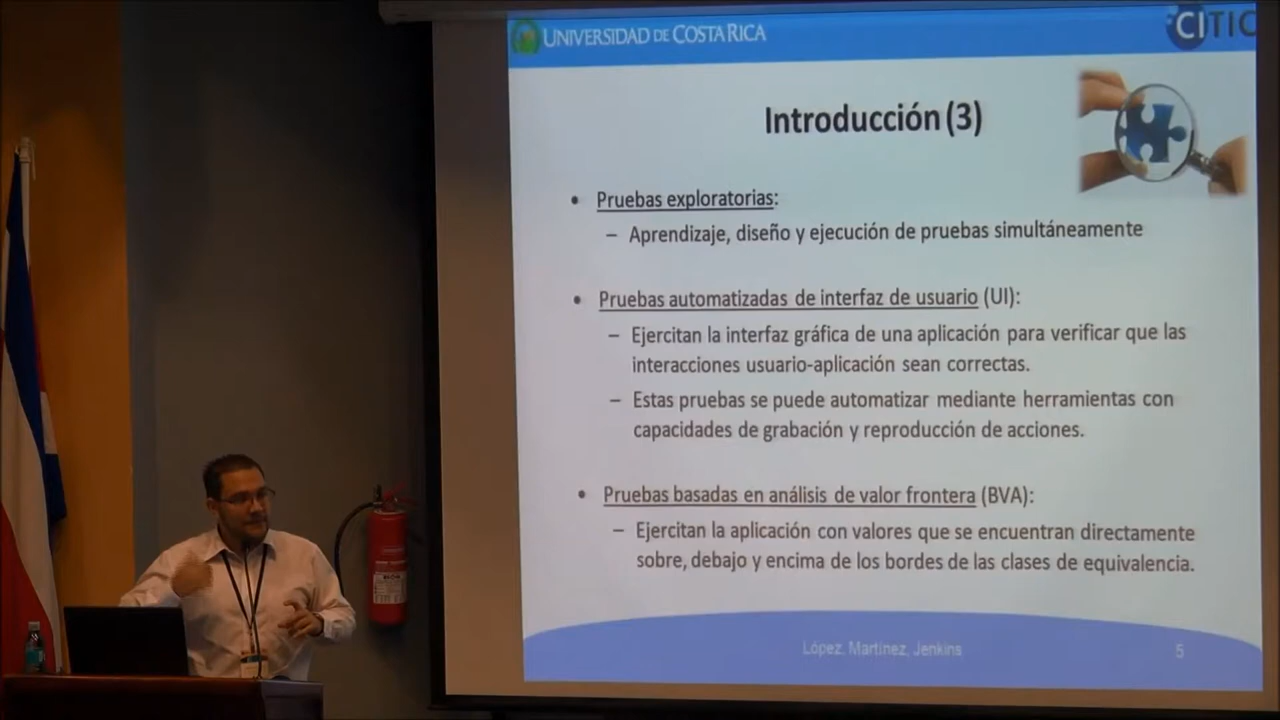 UNIVERSIDAD DE COSTA RICA
CITIC
Introducción (3)
• Pruebas exploratorias:
– Aprendizaje, diseño y ejecución de pruebas simultáneamente
• Pruebas automatizadas de interfaz de usuario (UI):
– Ejercitan la interfaz gráfica de una aplicación para verificar que las
interacciones usuario-aplicación sean correctas.
– Estas pruebas se puede automatizar mediante herramientas con
capacidades de grabación y reproducción de acciones.
• Pruebas basadas en análisis de valor frontera (BVA):
– Ejercitan la aplicación con valores que se encuentran directamente
sobre, debajo y encima de los bordes de las clases de equivalencia.
López, Martínez, Jenkins
5